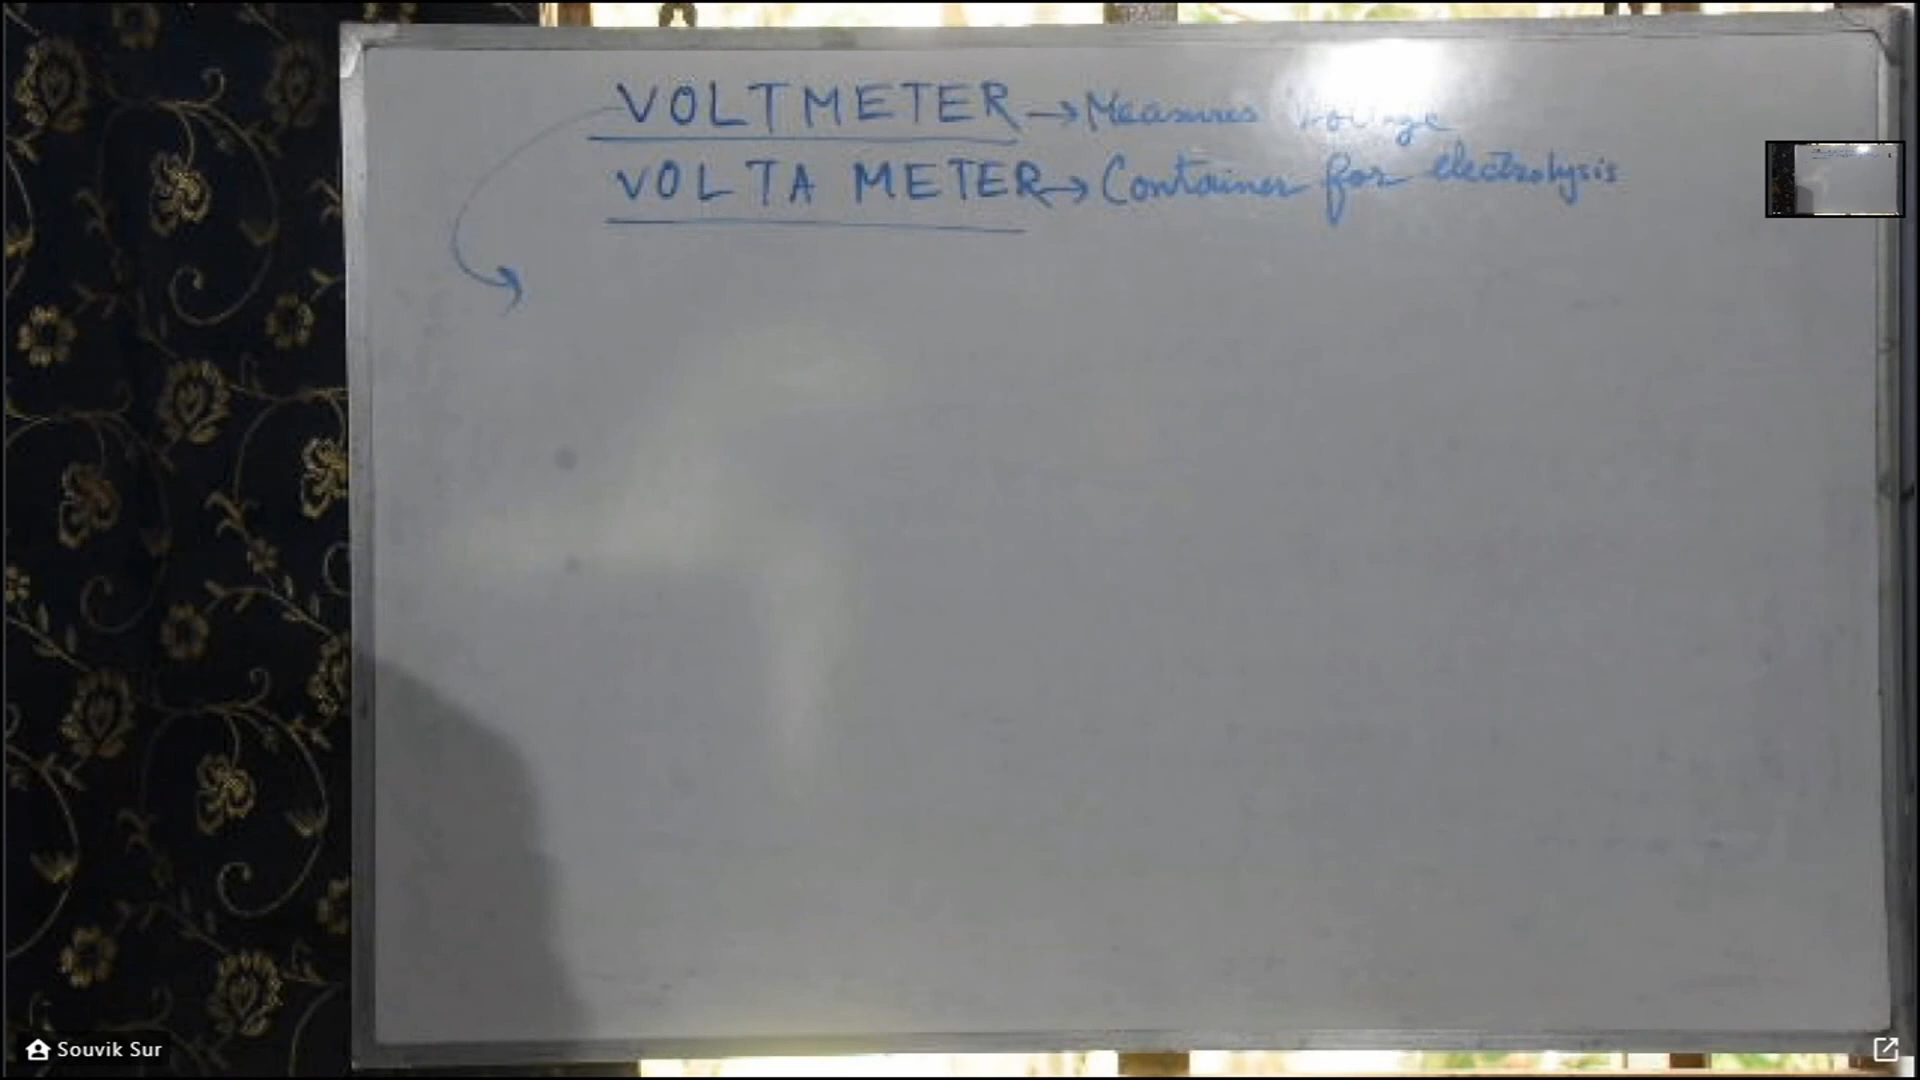 VOLTMETER → Measures Voltage
VOLTA METER → Container for electrolysis
Souvik Sur